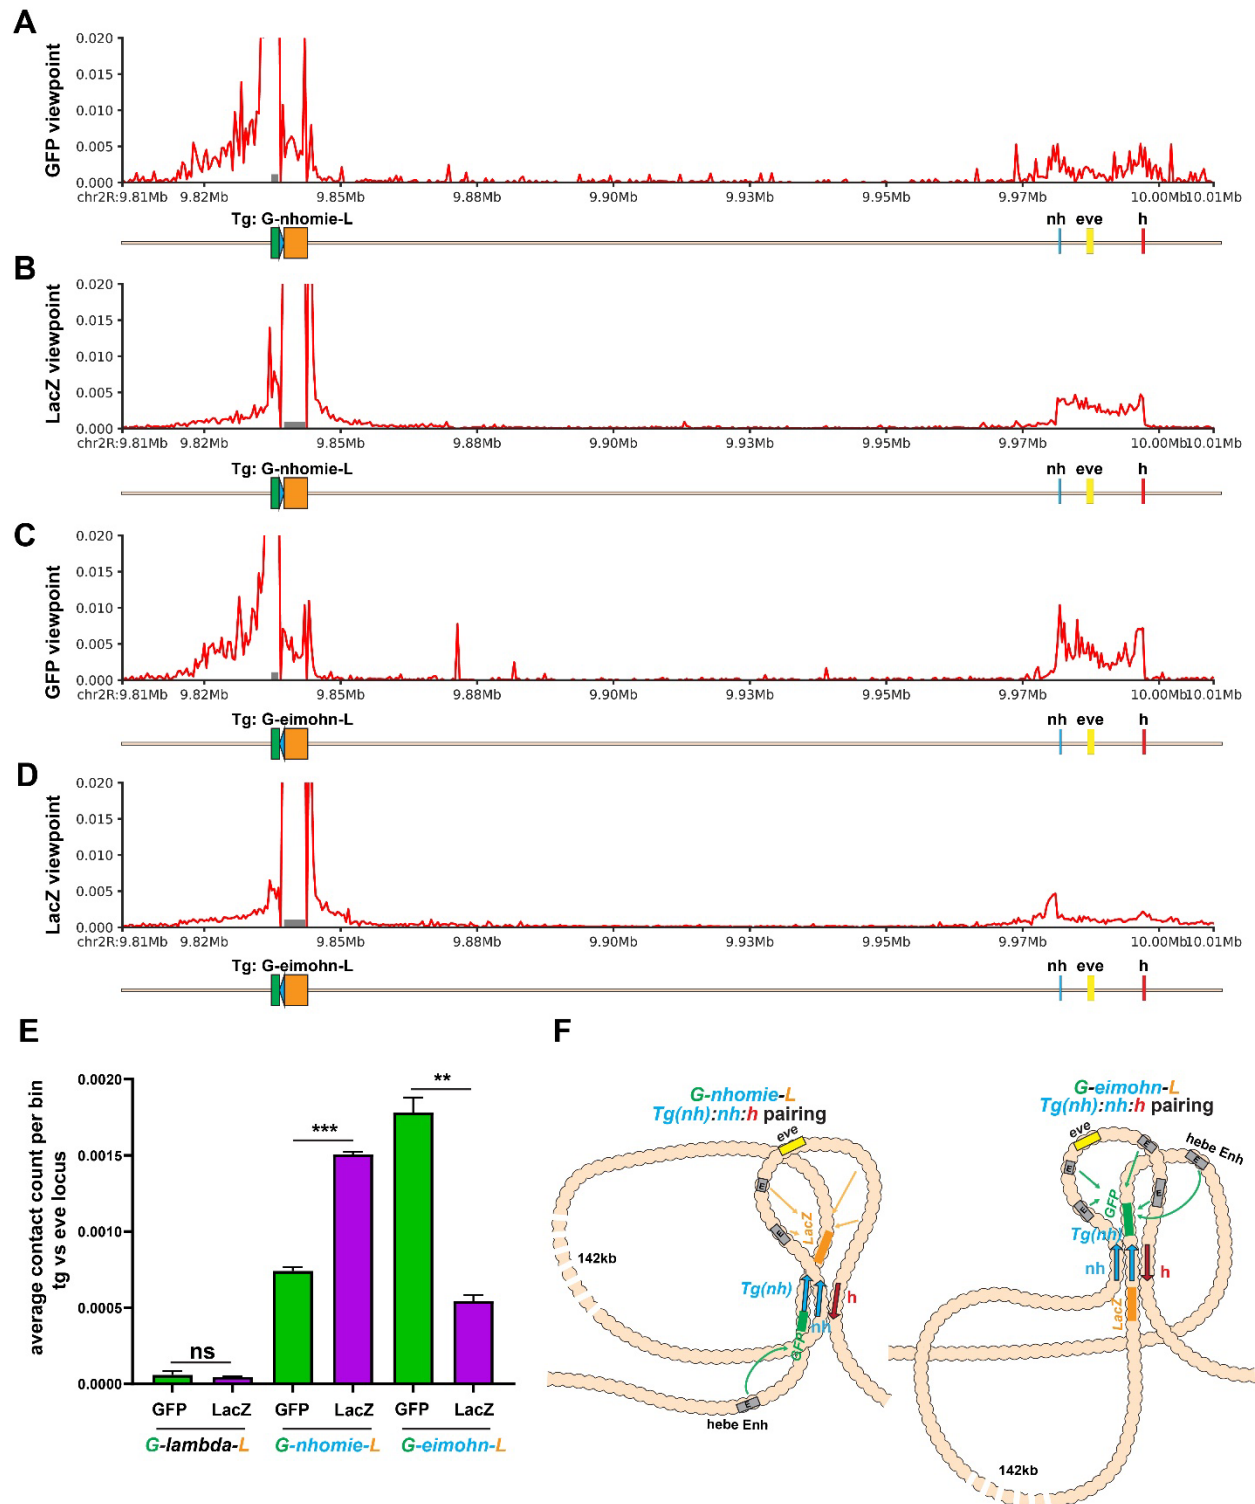 A
GFP viewpoint
0.020
0.015
0.010
0.005
0.000
chr2R:9.81Mb 9.82Mb 9.85Mb 9.88Mb 9.90Mb 9.93Mb 9.95Mb 9.97Mb 10.00Mb 10.01Mb
Tg: G-nhomie-L nh eve h
B
LacZ viewpoint
0.020
0.015
0.010
0.005
0.000
chr2R:9.81Mb 9.82Mb 9.85Mb 9.88Mb 9.90Mb 9.93Mb 9.95Mb 9.97Mb 10.00Mb 10.01Mb
Tg: G-nhomie-L nh eve h
C
GFP viewpoint
0.020
0.015
0.010
0.005
0.000
chr2R:9.81Mb 9.82Mb 9.85Mb 9.88Mb 9.90Mb 9.93Mb 9.95Mb 9.97Mb 10.00Mb 10.01Mb
Tg: G-eimohn-L nh eve h
D
LacZ viewpoint
0.020
0.015
0.010
0.005
0.000
chr2R:9.81Mb 9.82Mb 9.85Mb 9.88Mb 9.90Mb 9.93Mb 9.95Mb 9.97Mb 10.00Mb 10.01Mb
Tg: G-eimohn-L nh eve h
E
average contact count per bin
tg vs eve locus
0.0020
0.0015
0.0010
0.0005
0.0000
ns
***
**
GFP LacZ GFP LacZ GFP LacZ
G-lambda-L G-nhomie-L G-eimohn-L
F
G-nhomie-L
Tg(nh):nh:h pairing
eve
E
E
LacZ
142kb
Tg(nh)
h
nh
GFP
hebe Enh
G-eimohn-L
Tg(nh):nh:h pairing
eve
hebe Enh
E
E
E
E
GFP
Tg(nh)
nh
h
LacZ
142kb